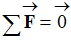 ∑F⃗ = 0⃗